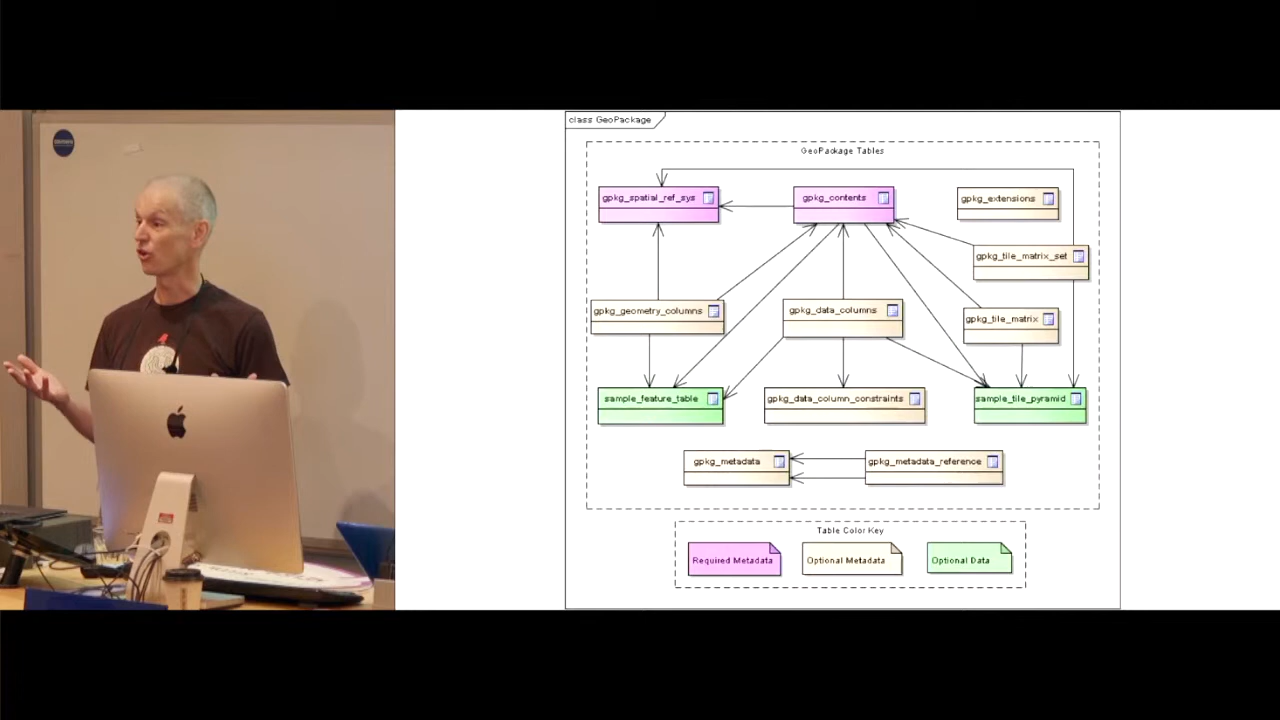 class GeoPackage
GeoPackage Tables
gpkg_spatial_ref_sys
gpkg_contents
gpkg_extensions
gpkg_tile_matrix_set
gpkg_geometry_columns
gpkg_data_columns
gpkg_tile_matrix
sample_feature_table
gpkg_data_column_constraints
sample_tile_pyramid
gpkg_metadata
gpkg_metadata_reference
Table Color Key
Required Metadata
Optional Metadata
Optional Data